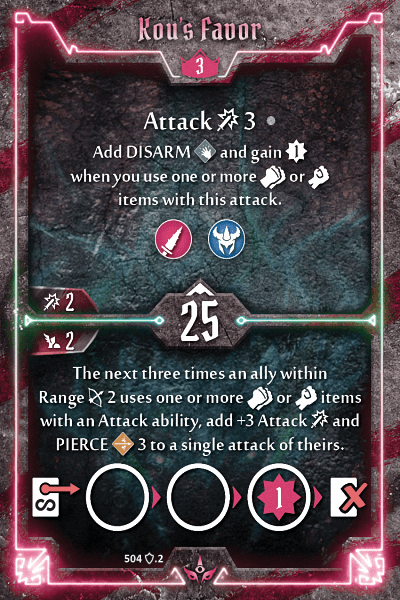 Kou's Favor
3
Attack 3
Add DISARM and gain 1
when you use one or more or
items with this attack.
2
25
2
The next three times an ally within
Range 2 uses one or more or items
with an Attack ability, add +3 Attack and
PIERCE 3 to a single attack of theirs.
S 1
504 .2